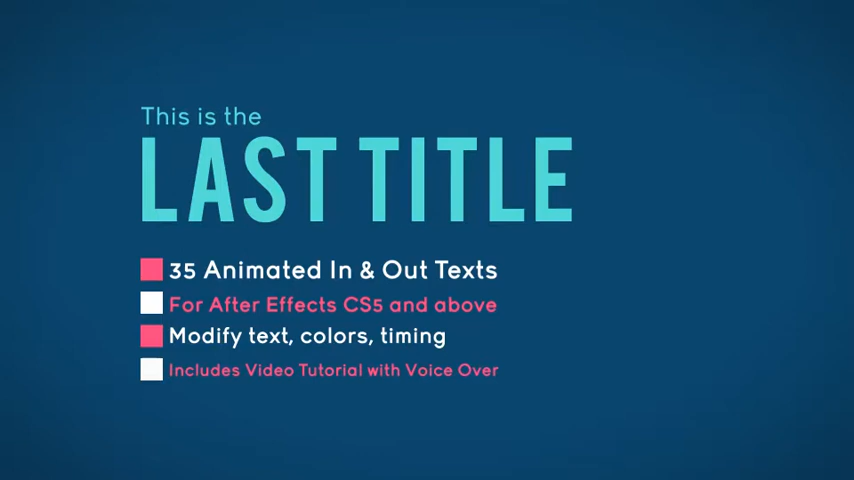 This is the
LAST TITLE
35 Animated In & Out Texts
For After Effects CS5 and above
Modify text, colors, timing
Includes Video Tutorial with Voice Over